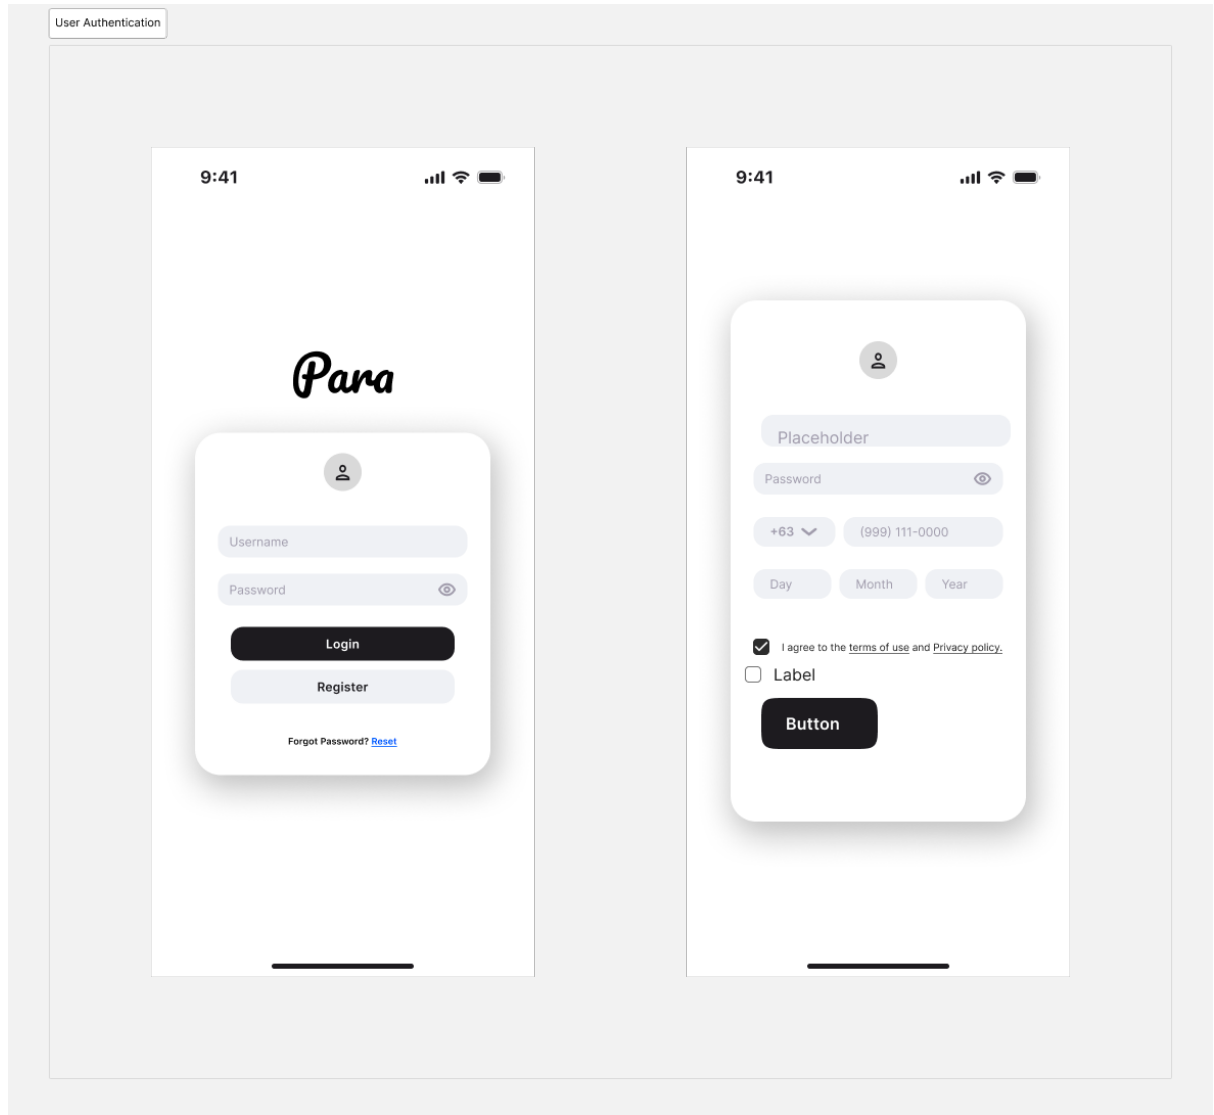 User Authentication
9:41
Para
Username
Password
Login
Register
Forgot Password? Reset
9:41
Placeholder
Password
+63 (999) 111-0000
Day Month Year
I agree to the terms of use and Privacy policy.
Label
Button